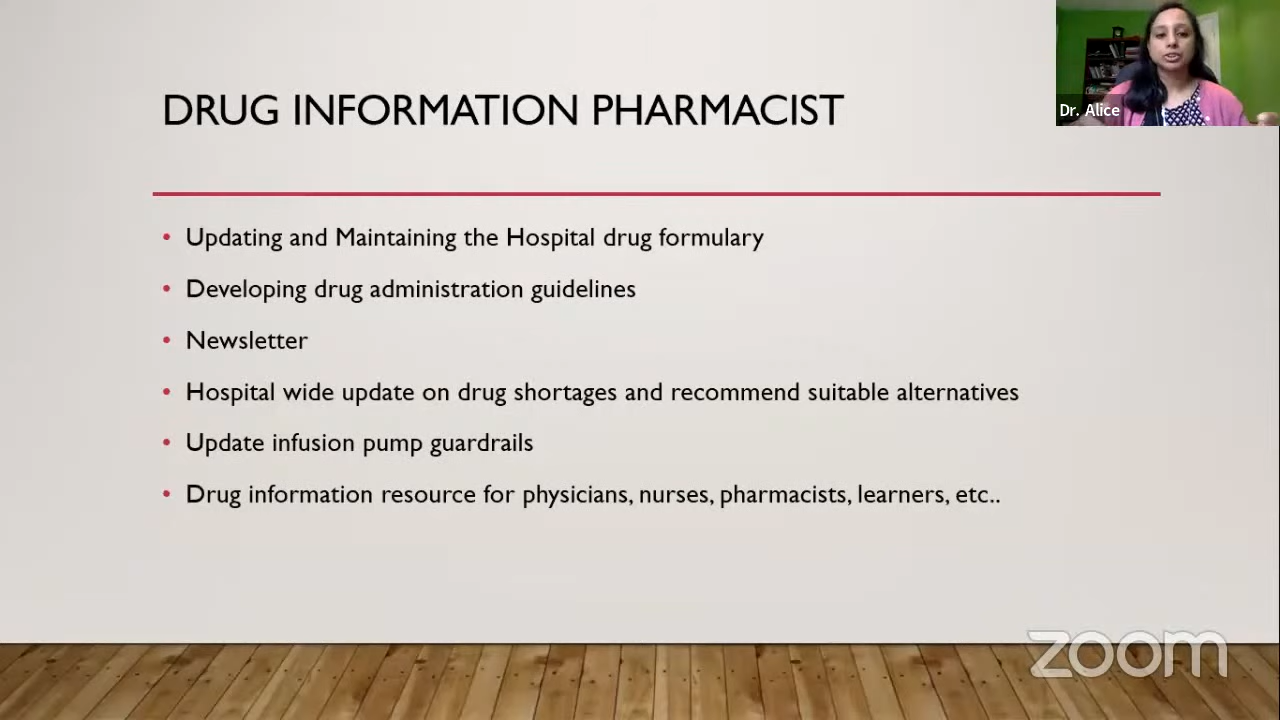 Dr. Alice
DRUG INFORMATION PHARMACIST
• Updating and Maintaining the Hospital drug formulary
• Developing drug administration guidelines
• Newsletter
• Hospital wide update on drug shortages and recommend suitable alternatives
• Update infusion pump guardrails
• Drug information resource for physicians, nurses, pharmacists, learners, etc..
zoom